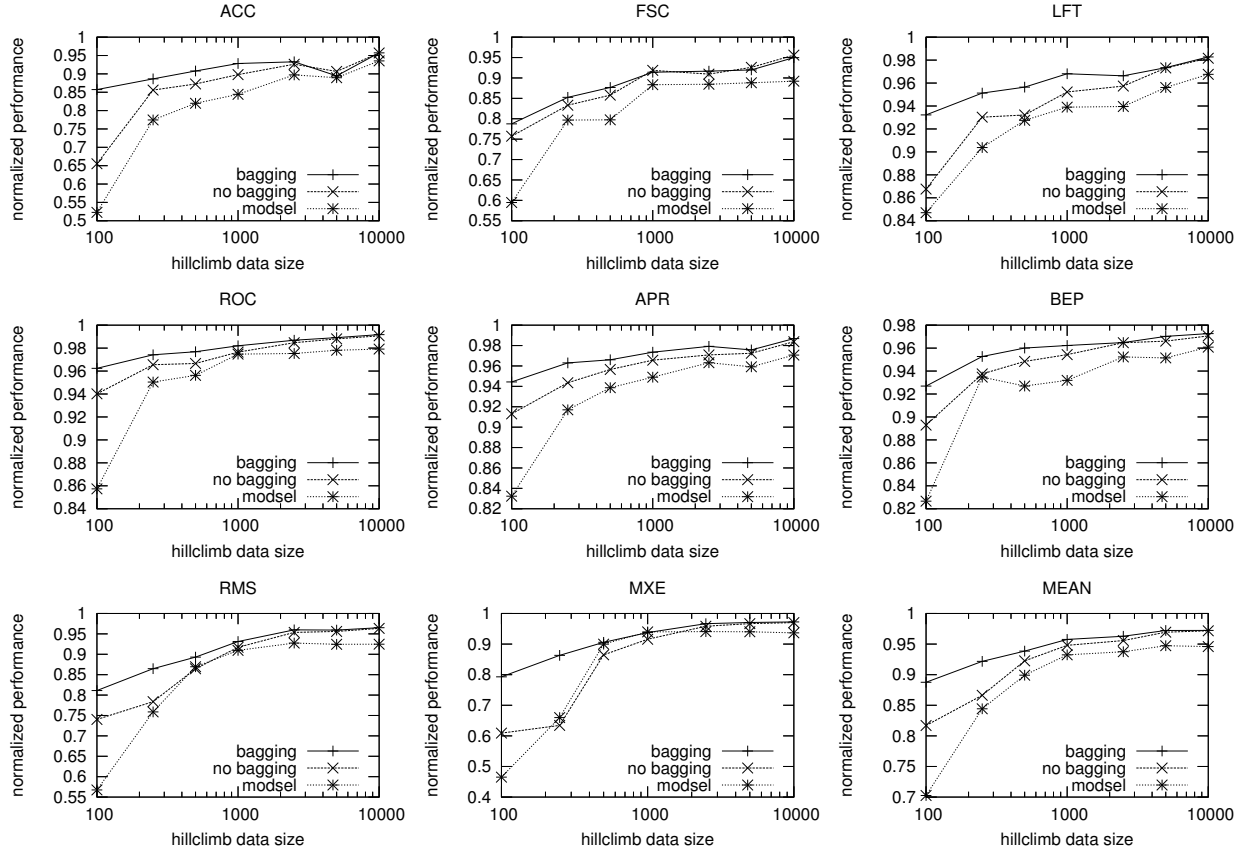 ACC
normalized performance
1
0.95
0.9
0.85
0.8
0.75
0.7
0.65
0.6
0.55
0.5
bagging
no bagging
modsel
100 1000 10000
hillclimb data size
FSC
normalized performance
1
0.95
0.9
0.85
0.8
0.75
0.7
0.65
0.6
0.55
bagging
no bagging
modsel
100 1000 10000
hillclimb data size
LFT
normalized performance
1
0.98
0.96
0.94
0.92
0.9
0.88
0.86
0.84
bagging
no bagging
modsel
100 1000 10000
hillclimb data size
ROC
normalized performance
1
0.98
0.96
0.94
0.92
0.9
0.88
0.86
0.84
bagging
no bagging
modsel
100 1000 10000
hillclimb data size
APR
normalized performance
1
0.98
0.96
0.94
0.92
0.9
0.88
0.86
0.84
0.82
bagging
no bagging
modsel
100 1000 10000
hillclimb data size
BEP
normalized performance
0.98
0.96
0.94
0.92
0.9
0.88
0.86
0.84
0.82
bagging
no bagging
modsel
100 1000 10000
hillclimb data size
RMS
normalized performance
1
0.95
0.9
0.85
0.8
0.75
0.7
0.65
0.6
0.55
bagging
no bagging
modsel
100 1000 10000
hillclimb data size
MXE
normalized performance
1
0.9
0.8
0.7
0.6
0.5
0.4
bagging
no bagging
modsel
100 1000 10000
hillclimb data size
MEAN
normalized performance
1
0.95
0.9
0.85
0.8
0.75
0.7
bagging
no bagging
modsel
100 1000 10000
hillclimb data size